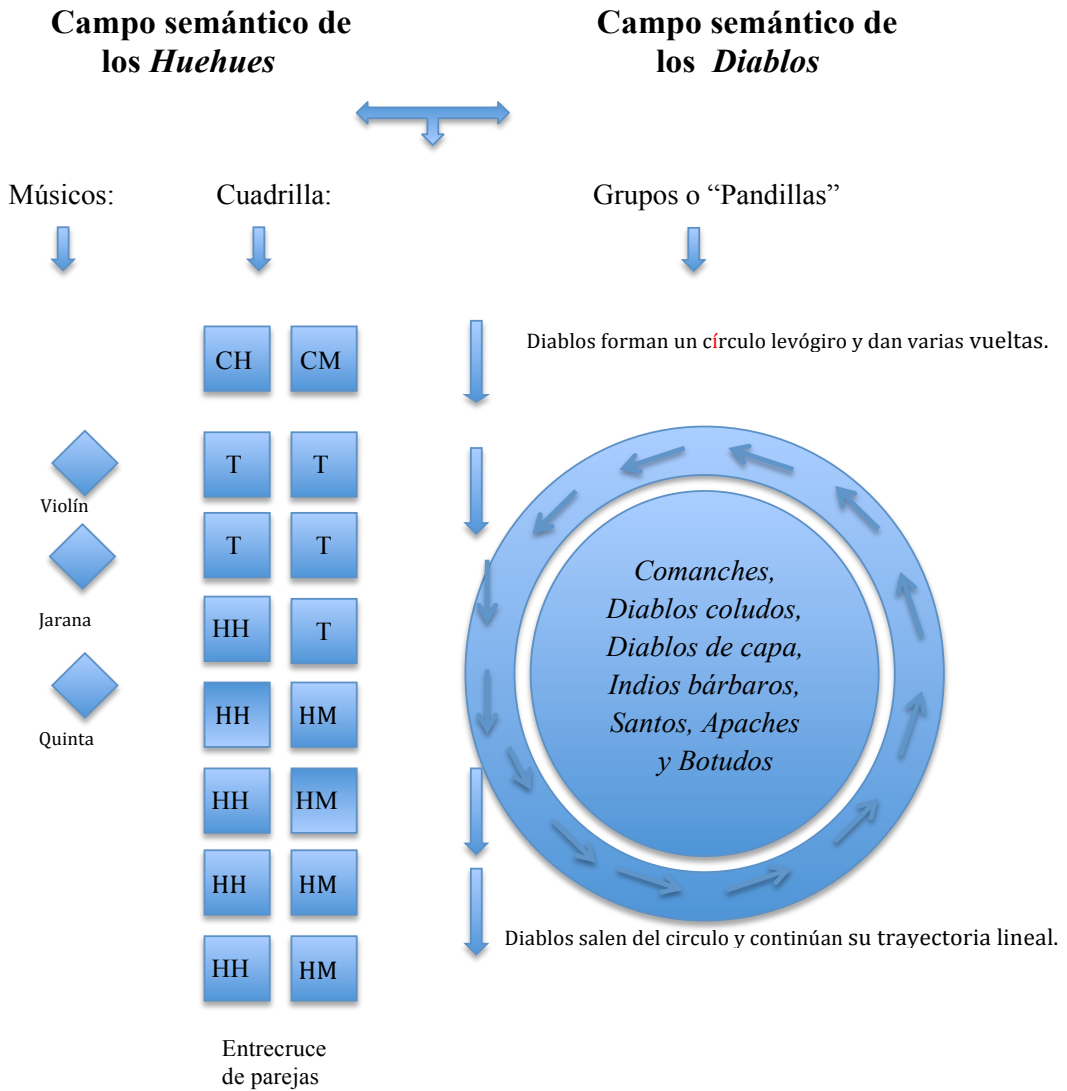 Campo semántico de
los Huehues
Campo semántico de
los Diablos
Músicos:
Cuadrilla:
Grupos o “Pandillas”
Diablos forman un círculo levógiro y dan varias vueltas.
CH CM
T T
T T
HH T
HH HM
HH HM
HH HM
HH HM
Violín
Jarana
Quinta
Comanches,
Diablos coludos,
Diablos de capa,
Indios bárbaros,
Santos, Apaches
y Botudos
Diablos salen del circulo y continúan su trayectoria lineal.
Entrecruce
de parejas